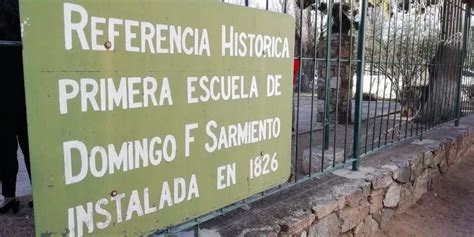 REFERENCIA HISTORICA
PRIMERA ESCUELA DE
DOMINGO F SARMIENTO
INSTALADA EN 1826